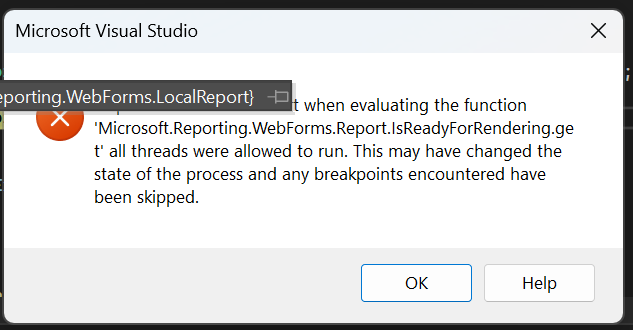 Microsoft Visual Studio
eporting.WebForms.LocalReport}
t when evaluating the function
'Microsoft.Reporting.WebForms.Report.IsReadyForRendering.ge
t' all threads were allowed to run. This may have changed the
state of the process and any breakpoints encountered have
been skipped.
OK
Help